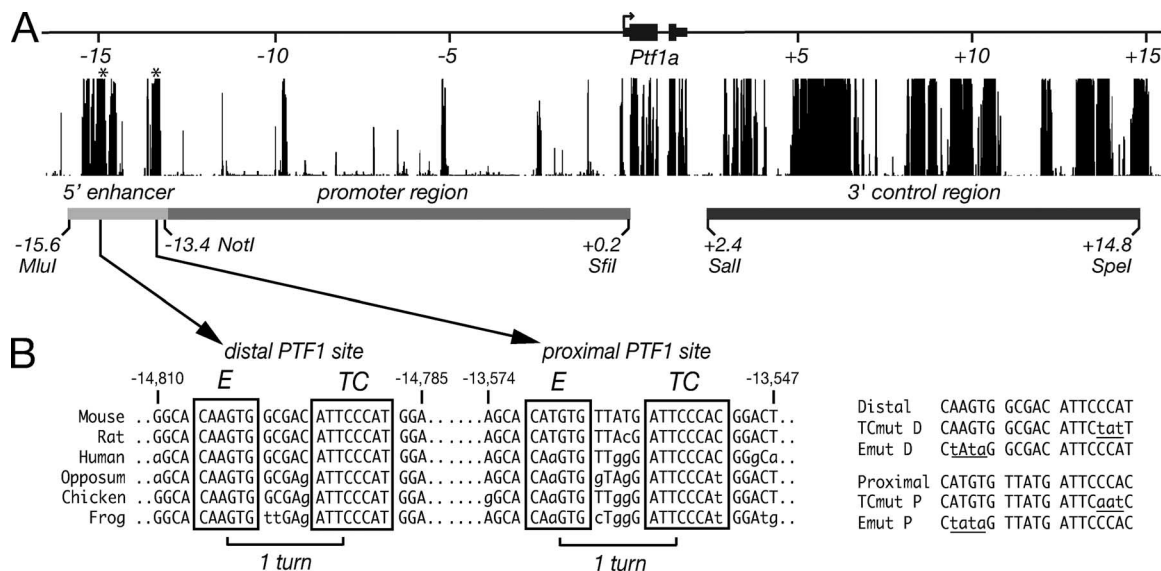 A
-15 -10 -5 Ptf1a +5 +10 +15
* *
5' enhancer promoter region 3' control region
-15.6 -13.4 NotI +0.2 +2.4 +14.8
MluI SfiI SalI SpeI
B
distal PTF1 site proximal PTF1 site
-14,810 E TC -14,785 -13,574 E TC -13,547
Mouse ..GGCA CAAGTG GCGAC ATTCCCAT GGA......AGCA CATGTG TTATG ATTCCCAC GGACT..
Rat ..GGCA CAAGTG GCGAC ATTCCCAT GGA......AGCA CATGTG TTAcG ATTCCCAC GGACT..
Human ..aGCA CAAGTG GCGAC ATTCCCAT GGA......AGCA CAaGTG TTggG ATTCCCAC GGgCa..
Opposum ..aGCA CAAGTG GCGAg ATTCCCAT GGA......AGCA CAaGTG gTAgG ATTCCCAt GGACT..
Chicken ..GGCA CAAGTG GCGAg ATTCCCAT GGA......gGCA CAaGTG TTggG ATTCCCAt GGACT..
Frog ..GGCA CAAGTG ttGAg ATTCCCAT GGA......AGCA CAaGTG cTggG ATTCCCAt GGAtg..
1 turn 1 turn
Distal CAAGTG GCGAC ATTCCCAT
TCmut D CAAGTG GCGAC ATTCtatT
Emut D CtAtaG GCGAC ATTCCCAT
Proximal CATGTG TTATG ATTCCCAC
TCmut P CATGTG TTATG ATTCaatC
Emut P CtataG TTATG ATTCCCAC